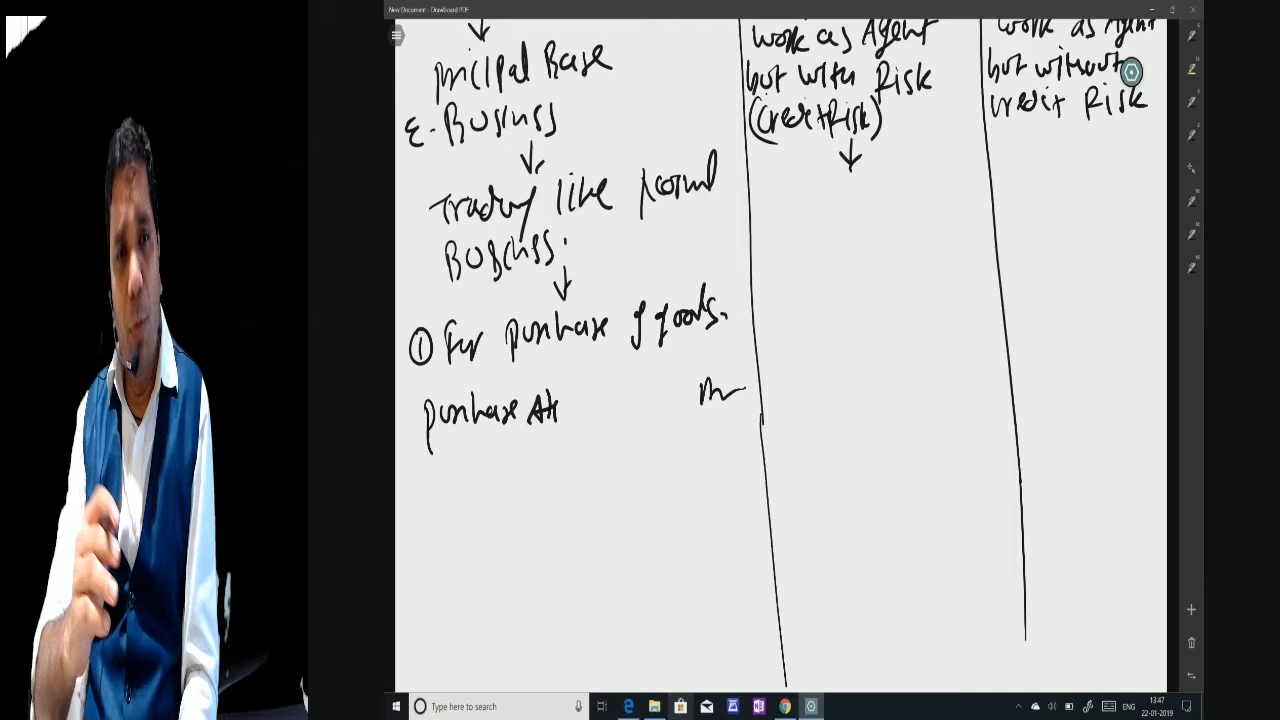 New Document - Drawboard PDF
pricipal Base
E-Business
Trading like normal
Business.
① For purchase of goods.
purchase A/c
work as Agent
but with Risk
(Credit Risk)
work as Agent
but without
credit Risk
Type here to search
ENG
13:47
22-01-2019